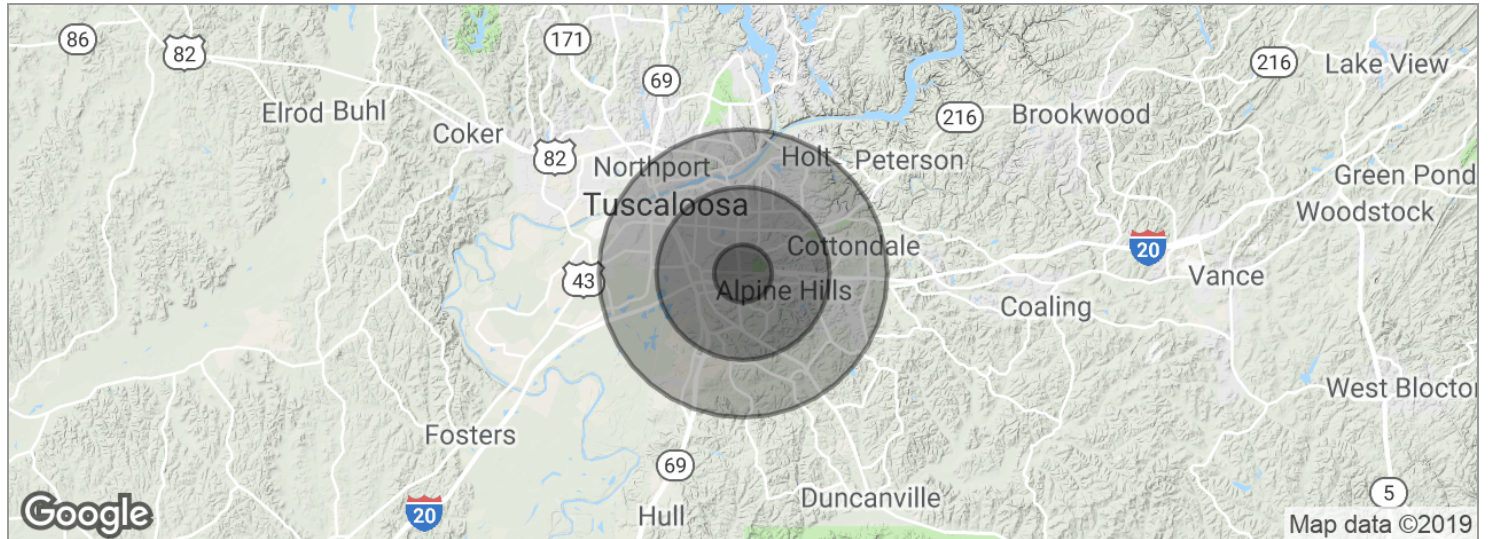 86
82
171
69
216
Lake View
Elrod
Buhl
Coker
216
Brookwood
82
Northport
Holt
Peterson
Green Pond
Tuscaloosa
Woodstock
Cottondale
20
43
Alpine Hills
Vance
Coaling
West Blocto
Fosters
69
Duncanville
5
Google
20
Hull
Map data ©2019